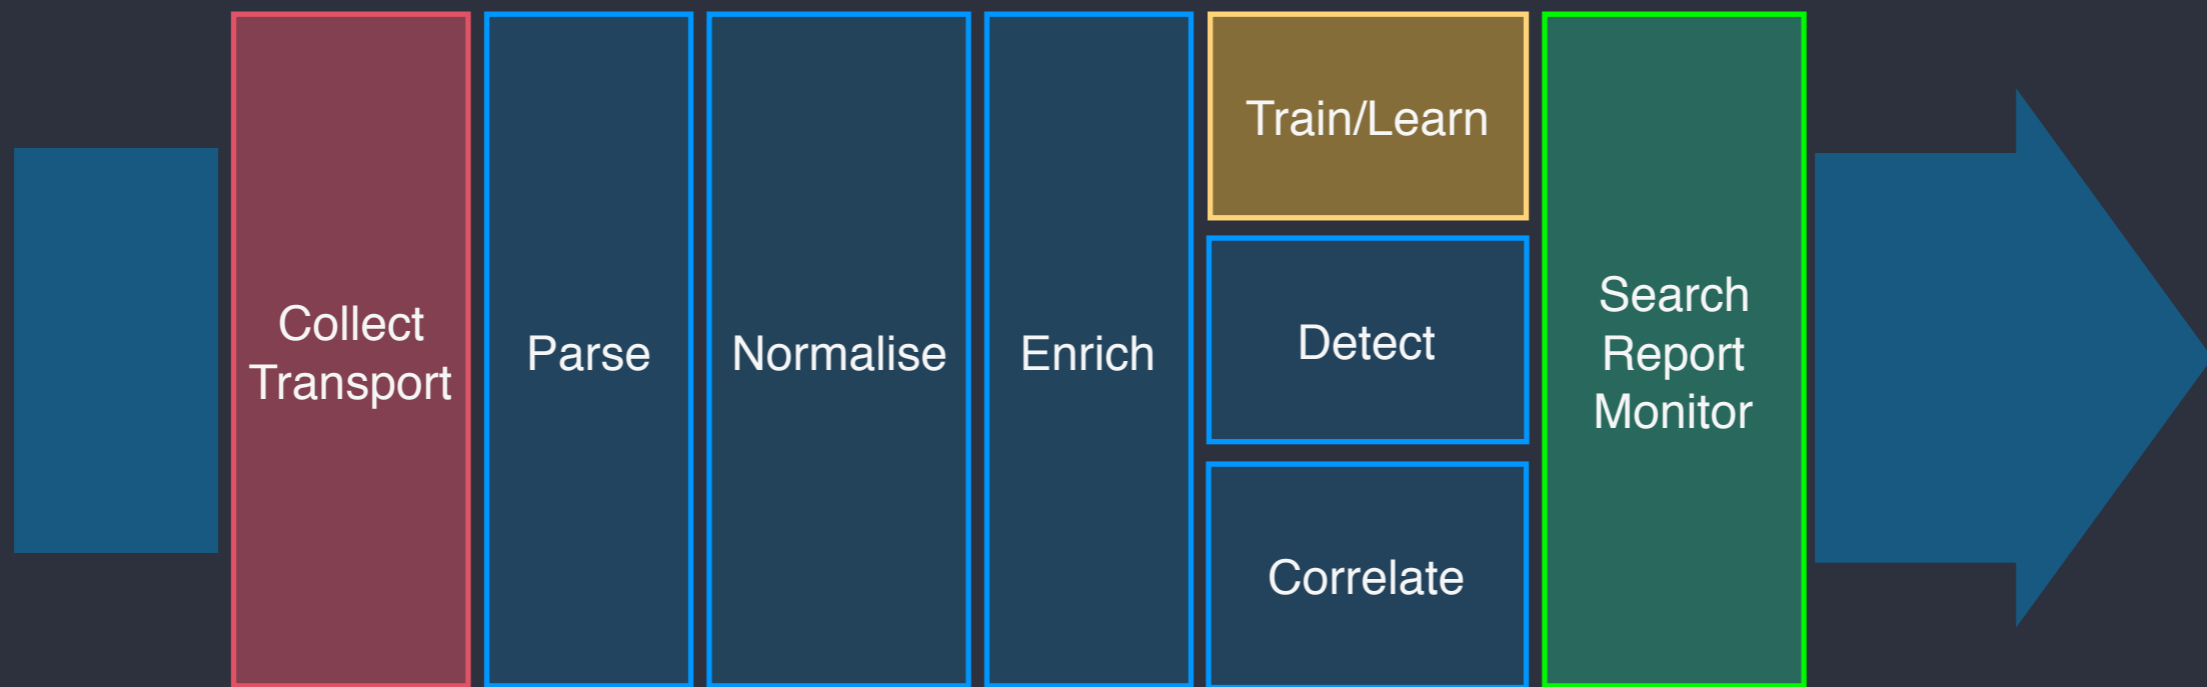 Collect
Transport
Parse
Normalise
Enrich
Train/Learn
Detect
Correlate
Search
Report
Monitor